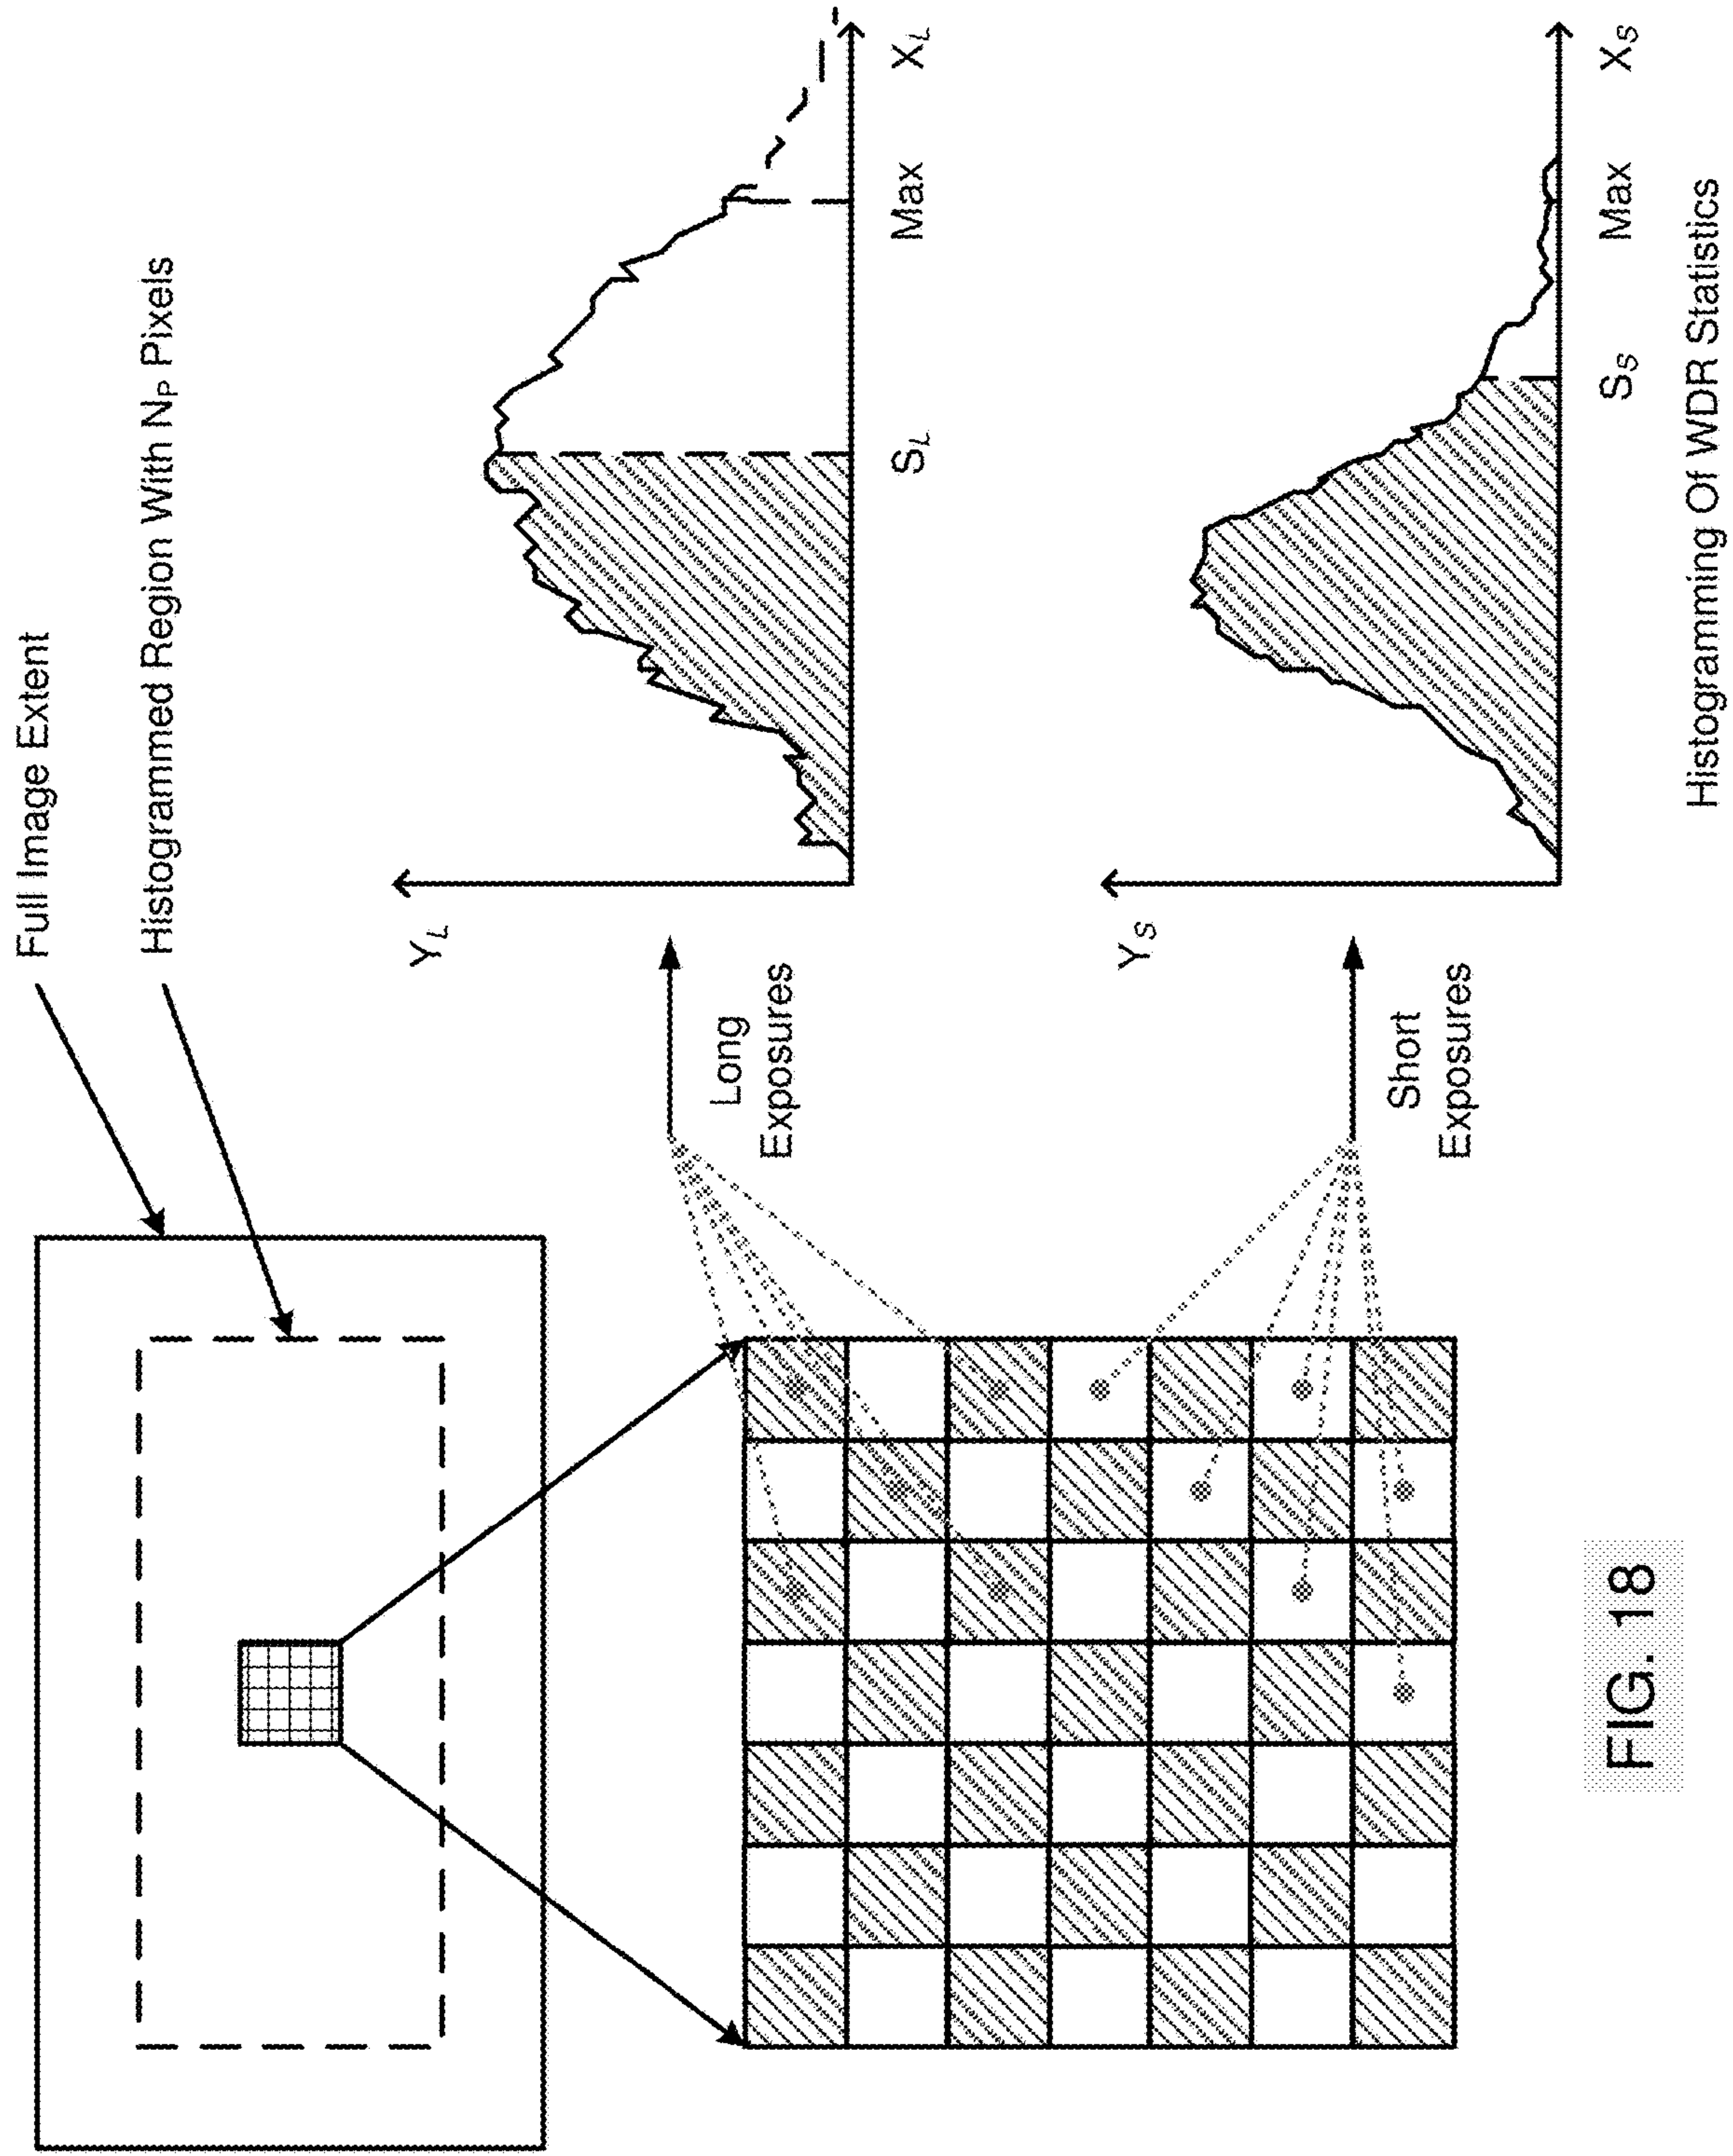 Full Image Extent
Histogrammed Region With NP Pixels
YL
Long
Exposures
SL
Max
XL
YS
Short
Exposures
SS
Max
XS
Histogramming Of WDR Statistics
FIG. 18